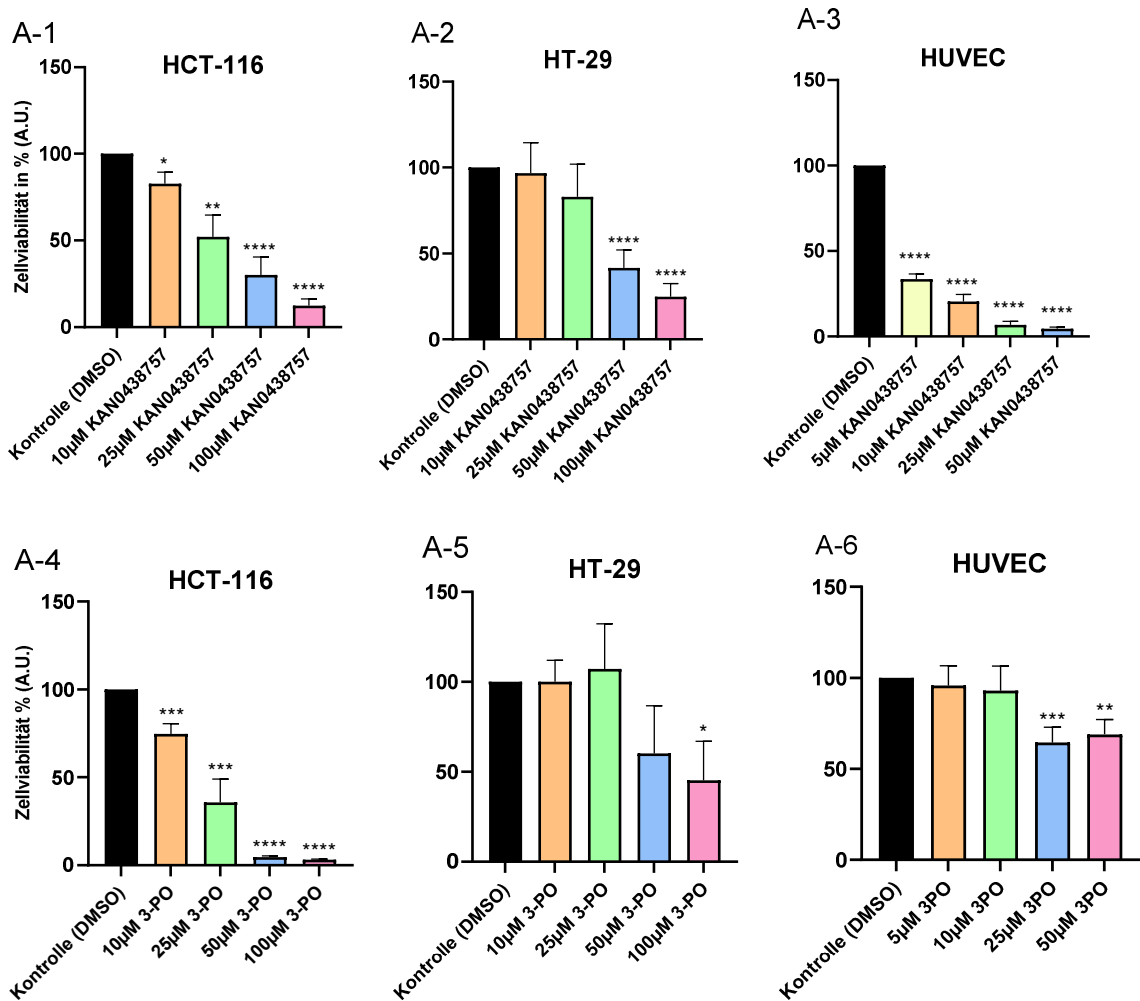 A-1
HCT-116
Zellviabilität in % (A.U.)
150
100
50
0
*
**
****
****
Kontrolle (DMSO)
10µM KAN0438757
25µM KAN0438757
50µM KAN0438757
100µM KAN0438757
A-2
HT-29
150
100
50
0
****
****
Kontrolle (DMSO)
10µM KAN0438757
25µM KAN0438757
50µM KAN0438757
100µM KAN0438757
A-3
HUVEC
150
100
50
0
****
****
****
****
Kontrolle (DMSO)
5µM KAN0438757
10µM KAN0438757
25µM KAN0438757
50µM KAN0438757
A-4
HCT-116
Zellviabilität % (A.U.)
150
100
50
0
***
***
****
****
Kontrolle (DMSO)
10µM 3-PO
25µM 3-PO
50µM 3-PO
100µM 3-PO
A-5
HT-29
150
100
50
0
*
Kontrolle (DMSO)
10µM 3-PO
25µM 3-PO
50µM 3-PO
100µM 3-PO
A-6
HUVEC
150
100
50
0
***
**
Kontrolle (DMSO)
5µM 3PO
10µM 3PO
25µM 3PO
50µM 3PO